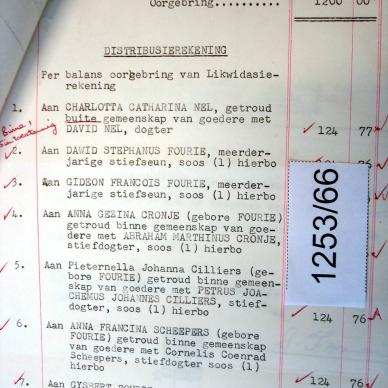 Oorgebring 1200 00
DISTRIBUSIEREKENING
Per balans oorgebring van Likwidasie-
rekening
1. Aan CHARLOTTA CATHARINA NEL, getroud
buite gemeenskap van goedere met
DAVID NEL, dogter 124 77
2. Aan DAWID STEPHANUS FOURIE, meerder-
jarige stiefseun, soos (1) hierbo
3. Aan GIDEON FRANCOIS FOURIE, meerder-
jarige stiefseun, soos (1) hierbo
4. Aan ANNA GEZINA CRONJE (gebore FOURIE)
getroud binne gemeenskap van goe-
dere met ABRAHAM MARTHINUS CRONJE,
stiefdogter, soos (1) hierbo
1253/66
5. Aan Pieternella Johanna Cilliers (ge-
bore FOURIE) getroud binne gemeen-
skap van goedere met PETRUS JOA-
CHEMUS JOHANNES CILLIERS, stief-
dogter, soos (1) hierbo 124 76
6. Aan ANNA FRANCINA SCHEEPERS (gebore
FOURIE) getroud binne gemeenskap
van goedere met Cornelis Coenrad
Scheepers, stiefdogter, soos (1)
hierbo 124 76
7. Aan GYSBERT FOURIE